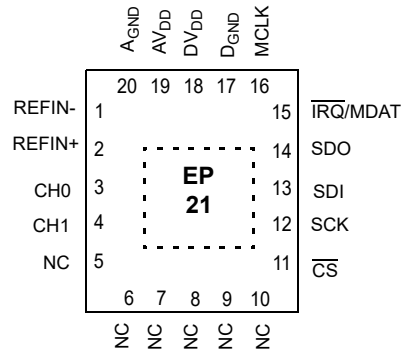 AGND AVDD DVDD DGND MCLK
20 19 18 17 16
REFIN- 1 15 I̅R̅Q̅/MDAT
REFIN+ 2 14 SDO
EP
CH0 3 13 SDI
21
CH1 4 12 SCK
NC 5 11 C̅S̅
6 7 8 9 10
NC NC NC NC NC